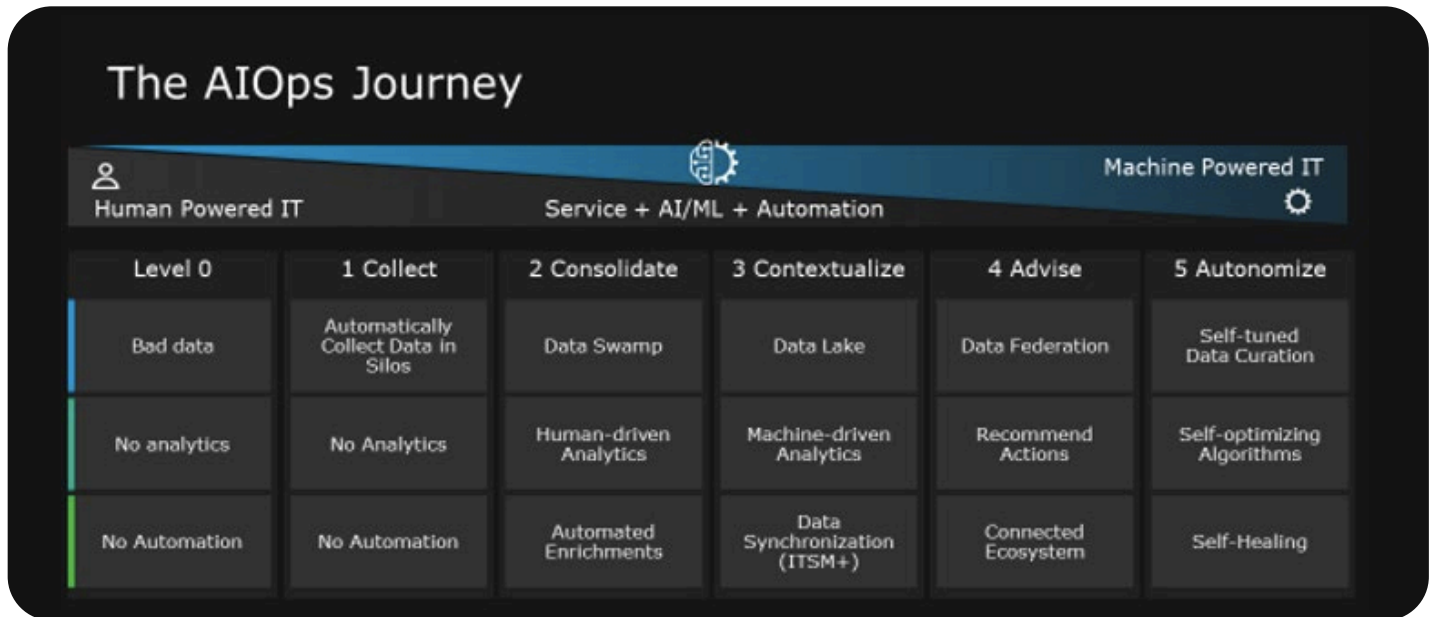 The AIOps Journey
Machine Powered IT
Human Powered IT
Service + AI/ML + Automation
Level 0
1 Collect
2 Consolidate
3 Contextualize
4 Advise
5 Autonomize
Bad data
Automatically
Collect Data in
Silos
Data Swamp
Data Lake
Data Federation
Self-tuned
Data Curation
No analytics
No Analytics
Human-driven
Analytics
Machine-driven
Analytics
Recommend
Actions
Self-optimizing
Algorithms
No Automation
No Automation
Automated
Enrichments
Data
Synchronization
(ITSM+)
Connected
Ecosystem
Self-Healing